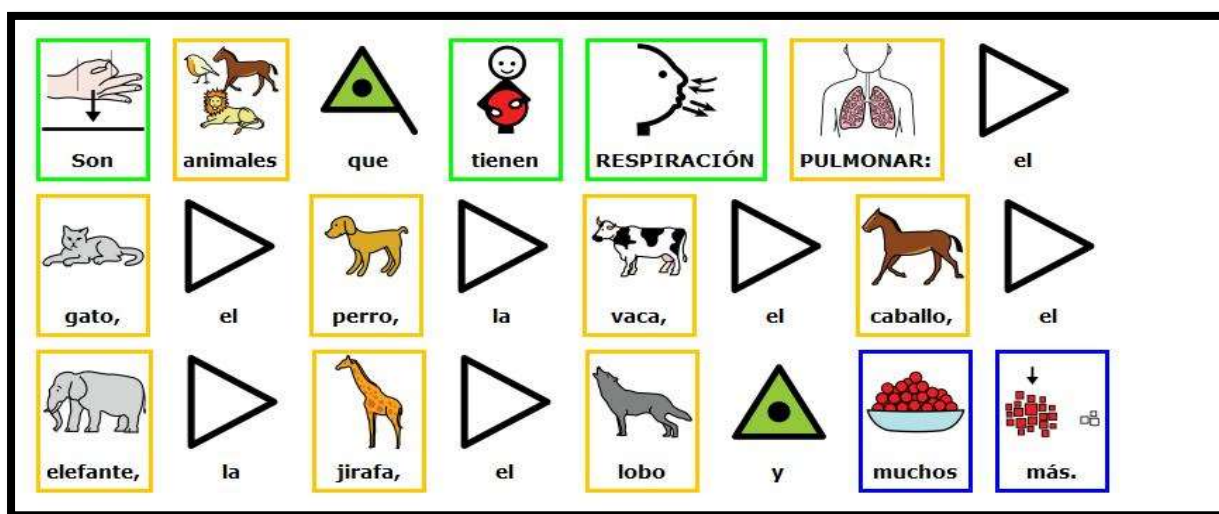 Son animales que tienen RESPIRACIÓN PULMONAR: el
gato, el perro, la vaca, el caballo, el
elefante, la jirafa, el lobo y muchos más.